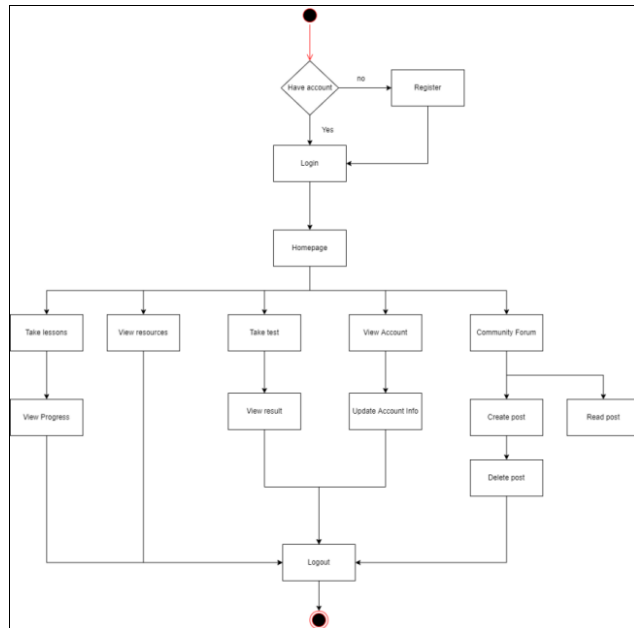 Have account
no
Register
Yes
Login
Homepage
Take lessons
View resources
Take test
View Account
Community Forum
View Progress
View result
Update Account Info
Create post
Read post
Delete post
Logout